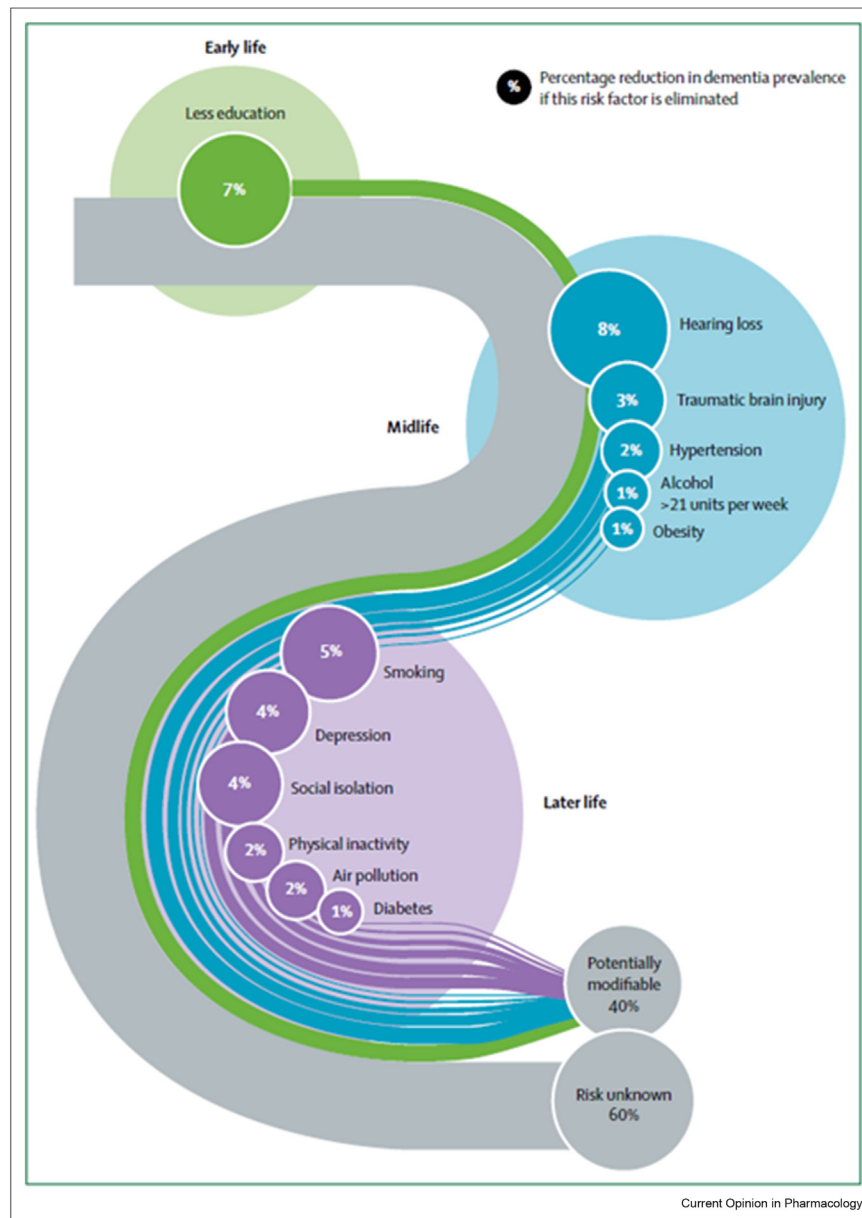 Early life
% Percentage reduction in dementia prevalence
if this risk factor is eliminated
Less education
7%
8% Hearing loss
3% Traumatic brain injury
Midlife
2% Hypertension
1% Alcohol
>21 units per week
1% Obesity
5% Smoking
4% Depression
4% Social isolation
Later life
2% Physical inactivity
2% Air pollution
1% Diabetes
Potentially
modifiable
40%
Risk unknown
60%
Current Opinion in Pharmacology